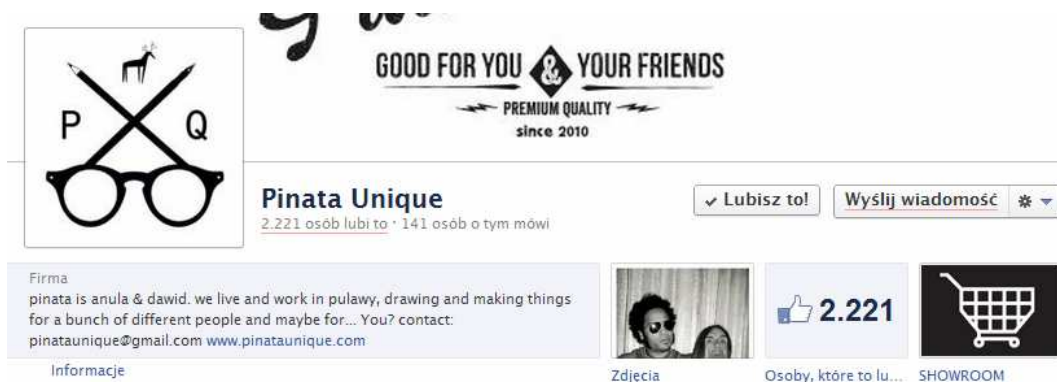 GOOD FOR YOU & YOUR FRIENDS
PREMIUM QUALITY
since 2010
P Q
Pinata Unique
2.221 osób lubi to · 141 osób o tym mówi
Lubisz to!
Wyślij wiadomość
Firma
pinata is anula & dawid. we live and work in pulawy, drawing and making things
for a bunch of different people and maybe for... You? contact:
pinataunique@gmail.com www.pinataunique.com
2.221
Informacje
Zdjęcia
Osoby, które to lu...
SHOWROOM